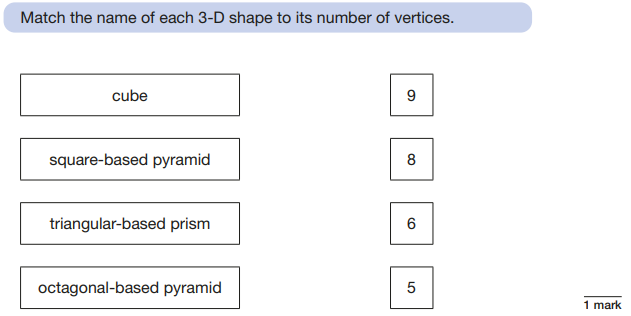 Match the name of each 3-D shape to its number of vertices.
cube
9
square-based pyramid
8
triangular-based prism
6
octagonal-based pyramid
5
1 mark